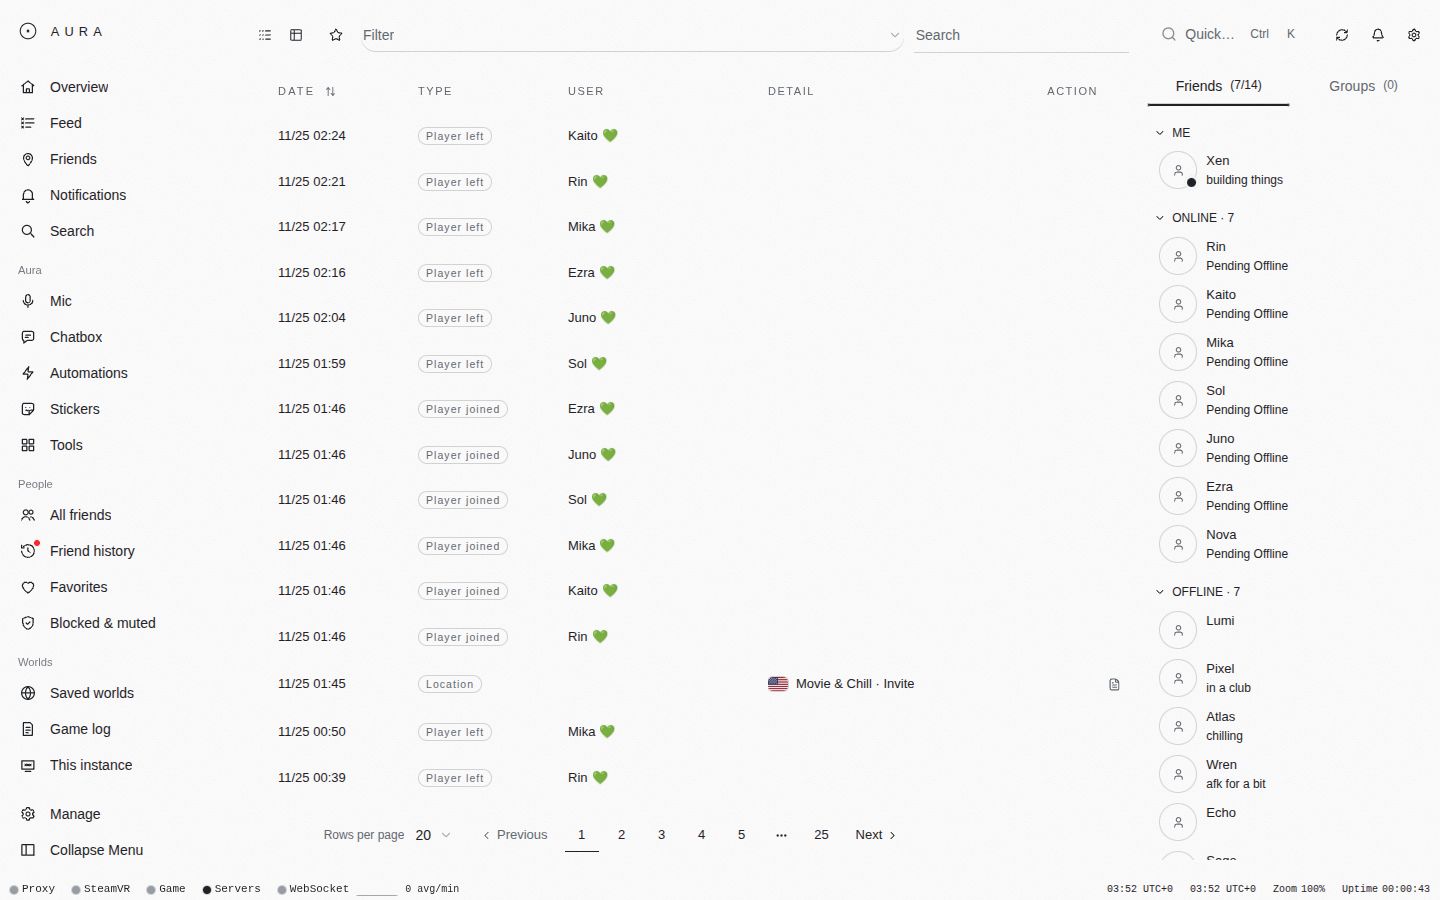 AURA
Filter
Search
Quick… Ctrl K
Overview
Feed
Friends
Notifications
Search
Aura
Mic
Chatbox
Automations
Stickers
Tools
People
All friends
Friend history
Favorites
Blocked & muted
Worlds
Saved worlds
Game log
This instance
Manage
Collapse Menu
DATE TYPE USER DETAIL ACTION
11/25 02:24 Player left Kaito 💚
11/25 02:21 Player left Rin 💚
11/25 02:17 Player left Mika 💚
11/25 02:16 Player left Ezra 💚
11/25 02:04 Player left Juno 💚
11/25 01:59 Player left Sol 💚
11/25 01:46 Player joined Ezra 💚
11/25 01:46 Player joined Juno 💚
11/25 01:46 Player joined Sol 💚
11/25 01:46 Player joined Mika 💚
11/25 01:46 Player joined Kaito 💚
11/25 01:46 Player joined Rin 💚
11/25 01:45 Location Movie & Chill · Invite
11/25 00:50 Player left Mika 💚
11/25 00:39 Player left Rin 💚
Rows per page 20 Previous 1 2 3 4 5 ••• 25 Next
Friends (7/14) Groups (0)
ME
Xen
building things
ONLINE · 7
Rin
Pending Offline
Kaito
Pending Offline
Mika
Pending Offline
Sol
Pending Offline
Juno
Pending Offline
Ezra
Pending Offline
Nova
Pending Offline
OFFLINE · 7
Lumi
Pixel
in a club
Atlas
chilling
Wren
afk for a bit
Echo
Proxy SteamVR Game Servers WebSocket 0 avg/min
03:52 UTC+0 03:52 UTC+0 Zoom 100% Uptime 00:00:43